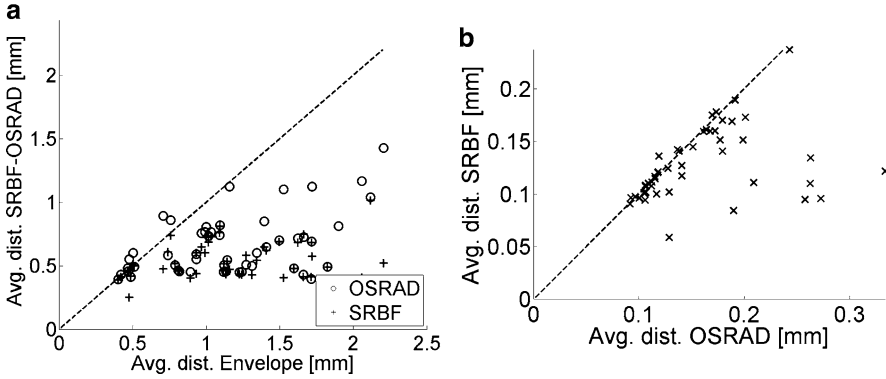 a
Avg. dist. SRBF-OSRAD [mm]
2
1.5
1
0.5
0
0 0.5 1 1.5 2 2.5
Avg. dist. Envelope [mm]
OSRAD
SRBF
b
Avg. dist. SRBF [mm]
0.2
0.15
0.1
0.05
0
0 0.1 0.2 0.3
Avg. dist. OSRAD [mm]